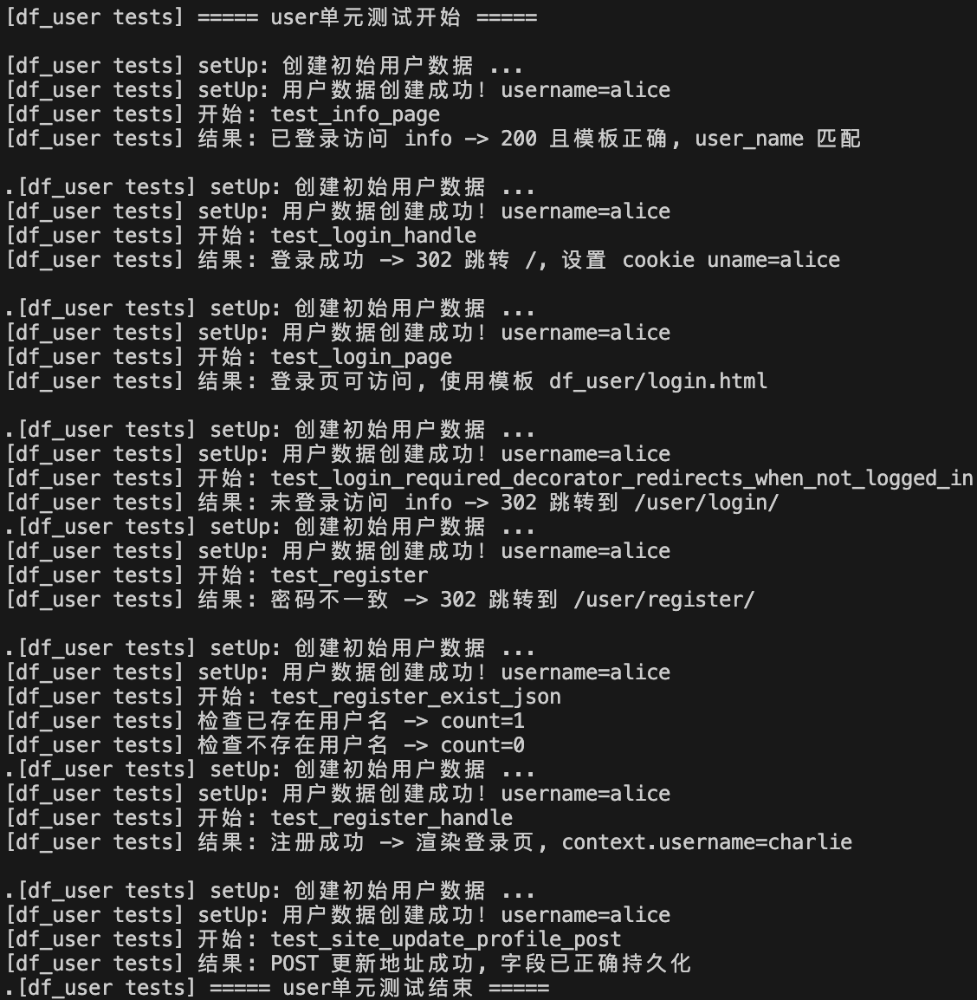 [df_user tests] ===== user单元测试开始 =====
[df_user tests] setUp: 创建初始用户数据 ...
[df_user tests] setUp: 用户数据创建成功! username=alice
[df_user tests] 开始: test_info_page
[df_user tests] 结果: 已登录访问 info -> 200 且模板正确, user_name 匹配
.[df_user tests] setUp: 创建初始用户数据 ...
[df_user tests] setUp: 用户数据创建成功! username=alice
[df_user tests] 开始: test_login_handle
[df_user tests] 结果: 登录成功 -> 302 跳转 /, 设置 cookie uname=alice
.[df_user tests] setUp: 创建初始用户数据 ...
[df_user tests] setUp: 用户数据创建成功! username=alice
[df_user tests] 开始: test_login_page
[df_user tests] 结果: 登录页可访问, 使用模板 df_user/login.html
.[df_user tests] setUp: 创建初始用户数据 ...
[df_user tests] setUp: 用户数据创建成功! username=alice
[df_user tests] 开始: test_login_required_decorator_redirects_when_not_logged_in
[df_user tests] 结果: 未登录访问 info -> 302 跳转到 /user/login/
.[df_user tests] setUp: 创建初始用户数据 ...
[df_user tests] setUp: 用户数据创建成功! username=alice
[df_user tests] 开始: test_register
[df_user tests] 结果: 密码不一致 -> 302 跳转到 /user/register/
.[df_user tests] setUp: 创建初始用户数据 ...
[df_user tests] setUp: 用户数据创建成功! username=alice
[df_user tests] 开始: test_register_exist_json
[df_user tests] 检查已存在用户名 -> count=1
[df_user tests] 检查不存在用户名 -> count=0
.[df_user tests] setUp: 创建初始用户数据 ...
[df_user tests] setUp: 用户数据创建成功! username=alice
[df_user tests] 开始: test_register_handle
[df_user tests] 结果: 注册成功 -> 渲染登录页, context.username=charlie
.[df_user tests] setUp: 创建初始用户数据 ...
[df_user tests] setUp: 用户数据创建成功! username=alice
[df_user tests] 开始: test_site_update_profile_post
[df_user tests] 结果: POST 更新地址成功, 字段已正确持久化
.[df_user tests] ===== user单元测试结束 =====